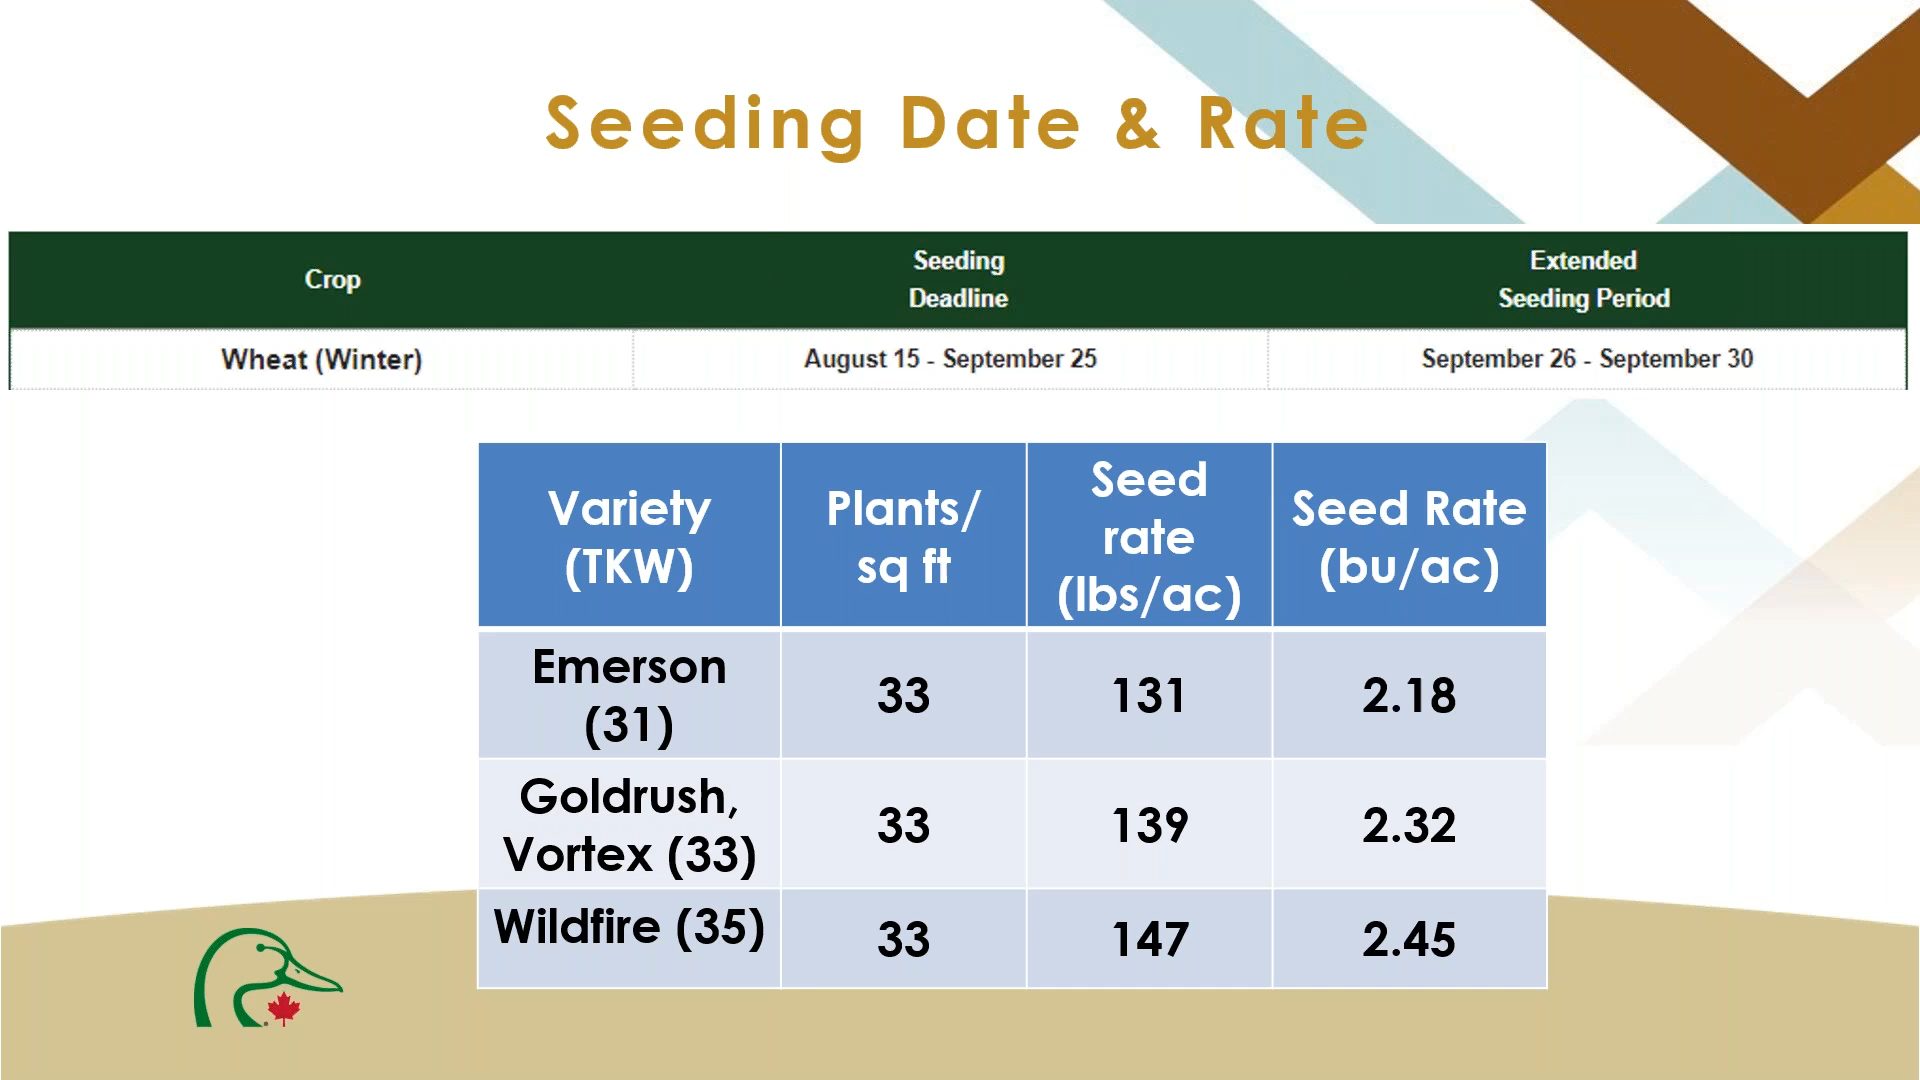 Seeding Date & Rate
Crop
Seeding
Deadline
Extended
Seeding Period
Wheat (Winter)
August 15 - September 25
September 26 - September 30
Variety
(TKW)
Plants/
sq ft
Seed
rate
(lbs/ac)
Seed Rate
(bu/ac)
Emerson
(31)
33
131
2.18
Goldrush,
Vortex (33)
33
139
2.32
Wildfire (35)
33
147
2.45